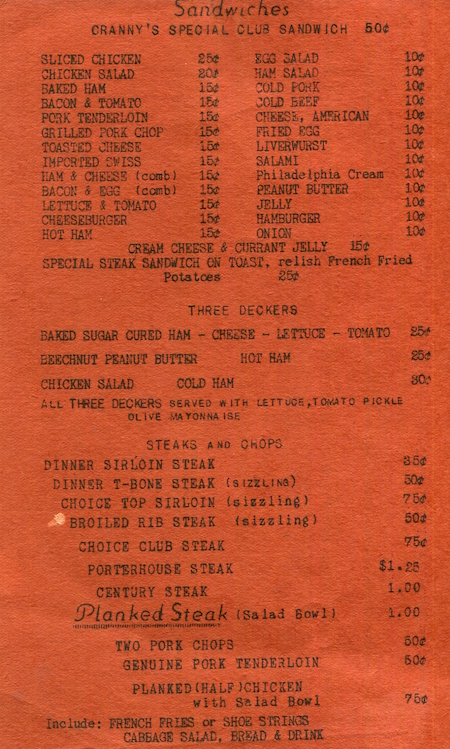 Sandwiches
CRANNY'S SPECIAL CLUB SANDWICH 50¢
SLICED CHICKEN 25¢ EGG SALAD 10¢
CHICKEN SALAD 20¢ HAM SALAD 10¢
BAKED HAM 15¢ COLD PORK 10¢
BACON & TOMATO 15¢ COLD BEEF 10¢
PORK TENDERLOIN 15¢ CHEESE, AMERICAN 10¢
GRILLED PORK CHOP 15¢ FRIED EGG 10¢
TOASTED CHEESE 15¢ LIVERWURST 10¢
IMPORTED SWISS 15¢ SALAMI 10¢
HAM & CHEESE (comb) 15¢ Philadelphia Cream 10¢
BACON & EGG (comb) 15¢ PEANUT BUTTER 10¢
LETTUCE & TOMATO 15¢ JELLY 10¢
CHEESEBURGER 15¢ HAMBURGER 10¢
HOT HAM 15¢ ONION 10¢
CREAM CHEESE & CURRANT JELLY 15¢
SPECIAL STEAK SANDWICH ON TOAST, relish French Fried
Potatoes 25¢
THREE DECKERS
BAKED SUGAR CURED HAM - CHEESE - LETTUCE - TOMATO 25¢
BEECHNUT PEANUT BUTTER HOT HAM 25¢
CHICKEN SALAD COLD HAM 30¢
ALL THREE DECKERS SERVED WITH LETTUCE, TOMATO PICKLE
OLIVE MAYONNAISE
STEAKS AND CHOPS
DINNER SIRLOIN STEAK 35¢
DINNER T-BONE STEAK (SIZZLING) 50¢
CHOICE TOP SIRLOIN (sizzling) 75¢
BROILED RIB STEAK (sizzling) 50¢
CHOICE CLUB STEAK 75¢
PORTERHOUSE STEAK $1.25
CENTURY STEAK 1.00
Planked Steak (Salad Bowl) 1.00
TWO PORK CHOPS 50¢
GENUINE PORK TENDERLOIN 50¢
PLANKED(HALF)CHICKEN
with Salad Bowl 75¢
Include: FRENCH FRIES or SHOE STRINGS
CABBAGE SALAD, BREAD & DRINK